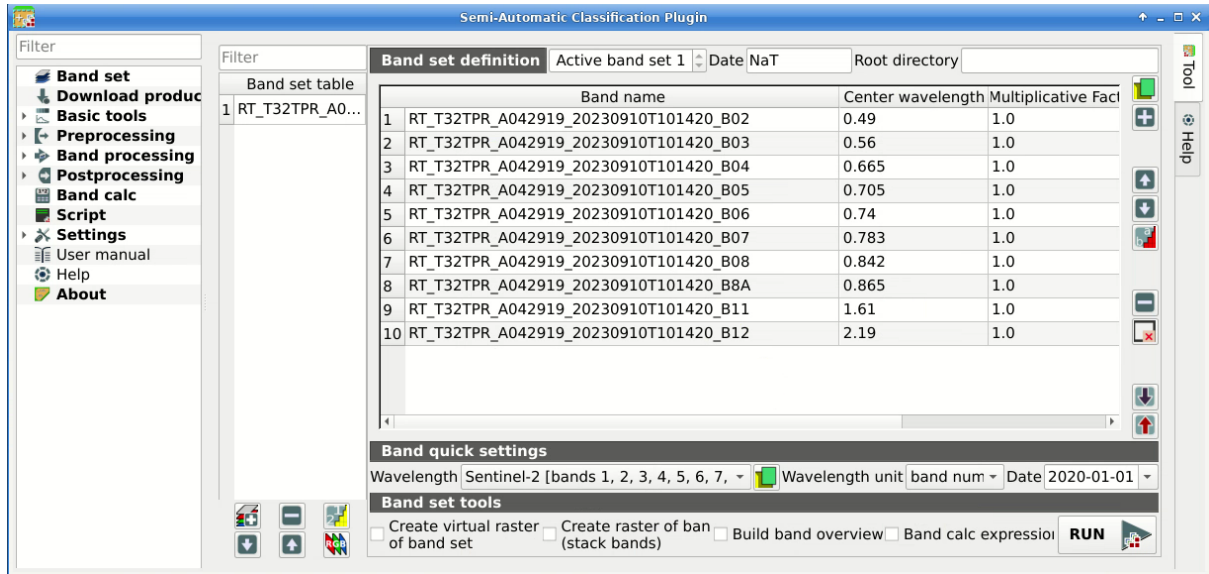 Semi-Automatic Classification Plugin
Filter
Band set
Download produc
Basic tools
Preprocessing
Band processing
Postprocessing
Band calc
Script
Settings
User manual
Help
About
Filter
Band set table
1 RT_T32TPR_A0...
Band set definition Active band set 1 Date NaT Root directory
Band name Center wavelength Multiplicative Fact
1 RT_T32TPR_A042919_20230910T101420_B02 0.49 1.0
2 RT_T32TPR_A042919_20230910T101420_B03 0.56 1.0
3 RT_T32TPR_A042919_20230910T101420_B04 0.665 1.0
4 RT_T32TPR_A042919_20230910T101420_B05 0.705 1.0
5 RT_T32TPR_A042919_20230910T101420_B06 0.74 1.0
6 RT_T32TPR_A042919_20230910T101420_B07 0.783 1.0
7 RT_T32TPR_A042919_20230910T101420_B08 0.842 1.0
8 RT_T32TPR_A042919_20230910T101420_B8A 0.865 1.0
9 RT_T32TPR_A042919_20230910T101420_B11 1.61 1.0
10 RT_T32TPR_A042919_20230910T101420_B12 2.19 1.0
Band quick settings
Wavelength Sentinel-2 [bands 1, 2, 3, 4, 5, 6, 7, Wavelength unit band num Date 2020-01-01
Band set tools
Create virtual raster
of band set
Create raster of ban
(stack bands)
Build band overview
Band calc expression
RUN
RGB
Tool
Help